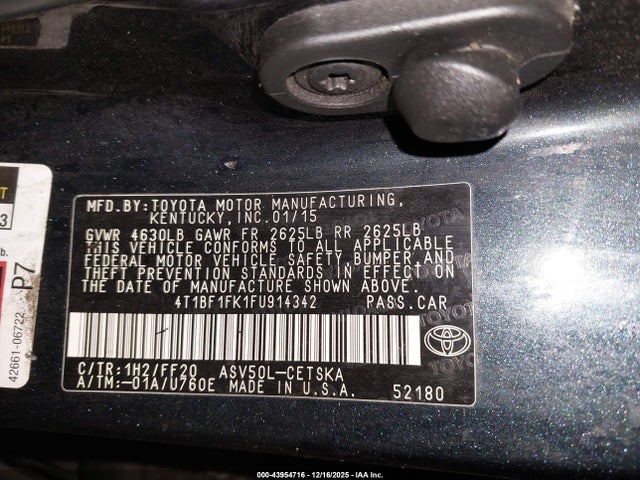 MFD.BY:TOYOTA MOTOR MANUFACTURING,
KENTUCKY, INC. 01/15
GVWR 4630LB GAWR FR 2625LB RR 2625LB
THIS VEHICLE CONFORMS TO ALL APPLICABLE
FEDERAL MOTOR VEHICLE SAFETY, BUMPER, AND
THEFT PREVENTION STANDARDS IN EFFECT ON
THE DATE OF MANUFACTURE SHOWN ABOVE.
4T1BF1FK1FU914342 PASS.CAR
C/TR: 1H2/FF20 ASV50L-CETSKA
A/TM:-01A/U760E MADE IN U.S.A. 52180
TOYOTA
P7
42661-06722
3
b.
000-43954716 - 12/16/2025 - IAA Inc.